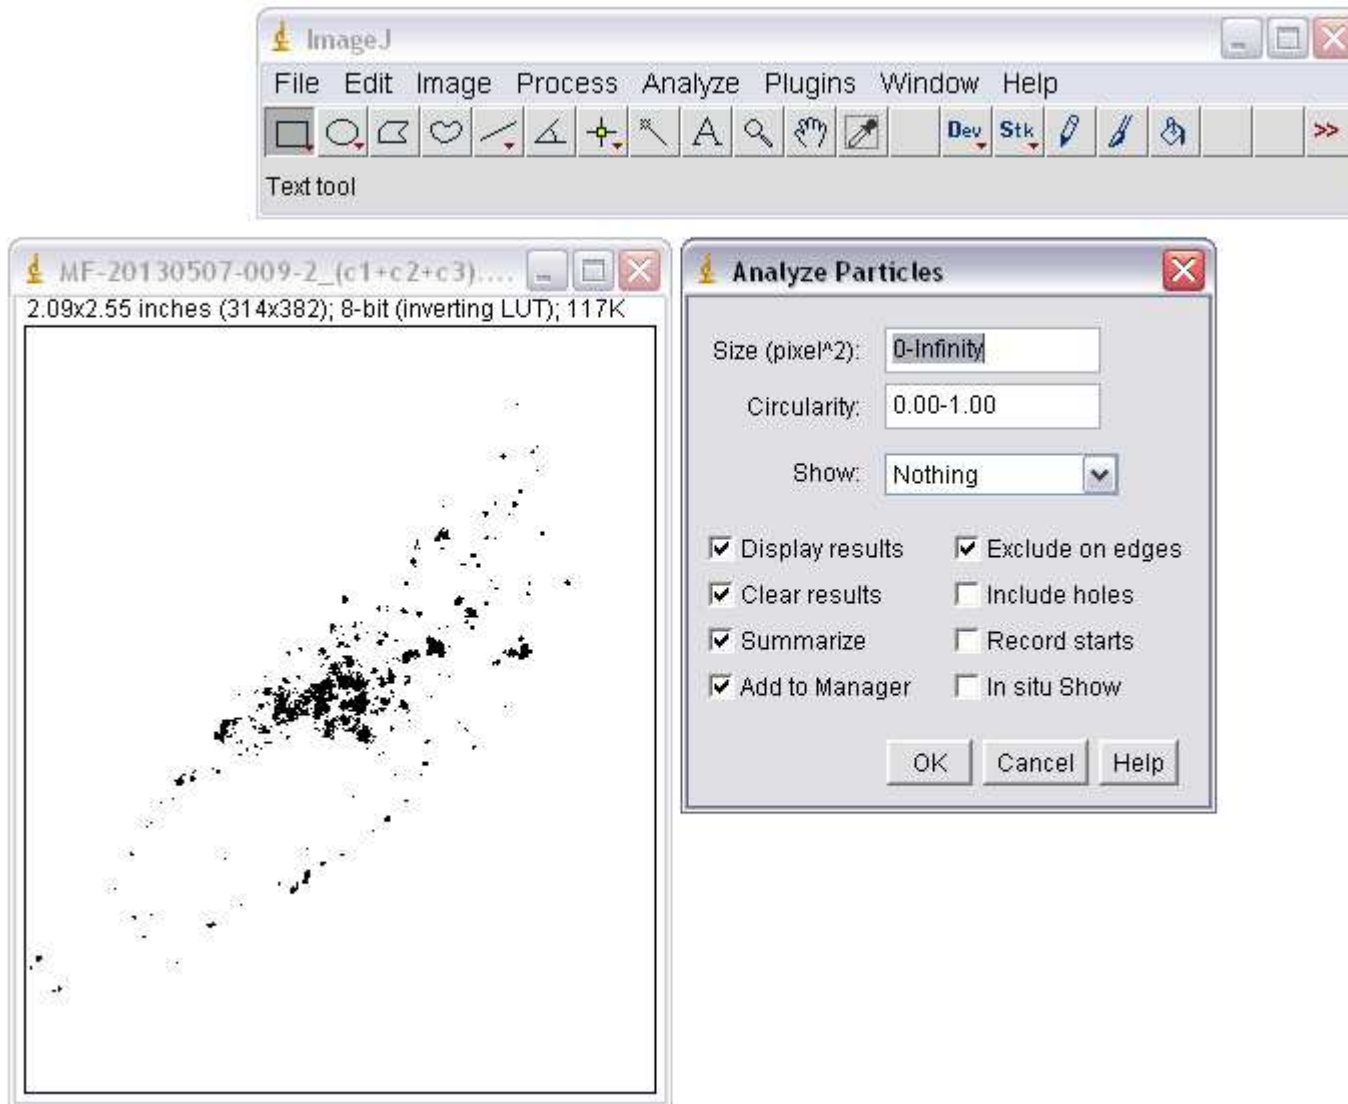 ImageJ
File Edit Image Process Analyze Plugins Window Help
Dev Stk >>
Text tool
MF-20130507-009-2_(c1+c2+c3)....
2.09x2.55 inches (314x382); 8-bit (inverting LUT); 117K
Analyze Particles
Size (pixel^2): 0-Infinity
Circularity: 0.00-1.00
Show: Nothing
Display results Exclude on edges
Clear results Include holes
Summarize Record starts
Add to Manager In situ Show
OK Cancel Help